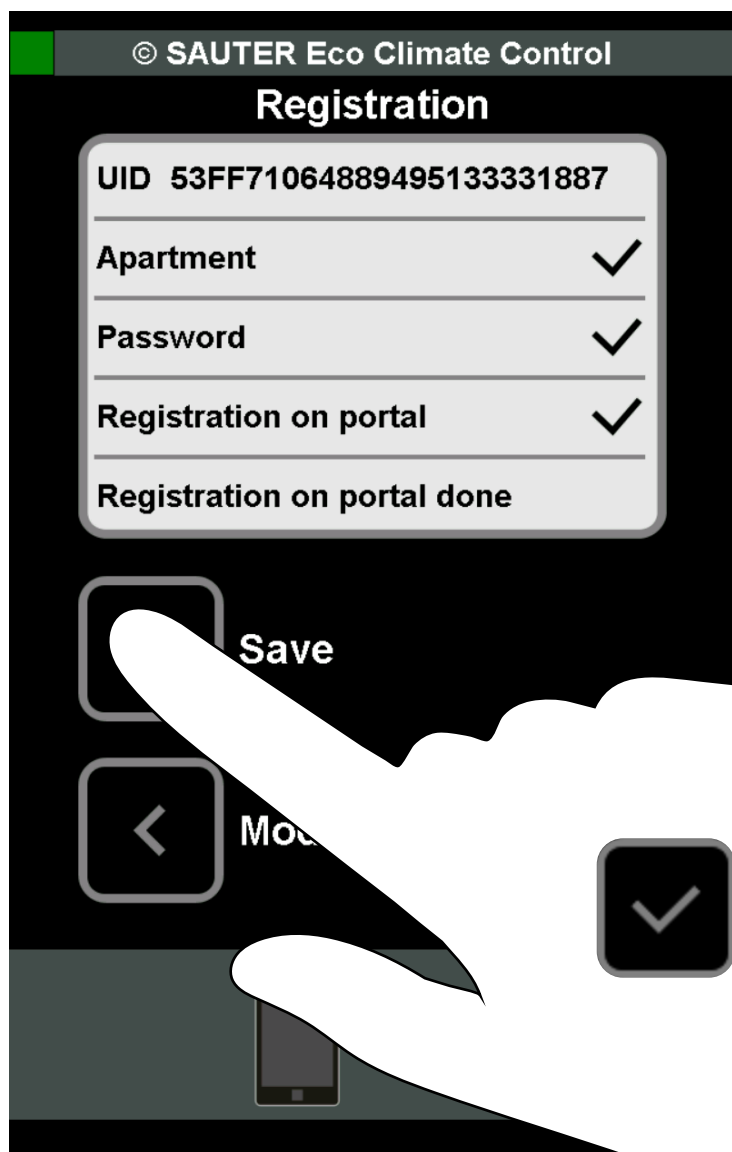 © SAUTER Eco Climate Control
Registration
UID 53FF71064889495133331887
Apartment
Password
Registration on portal
Registration on portal done
Save